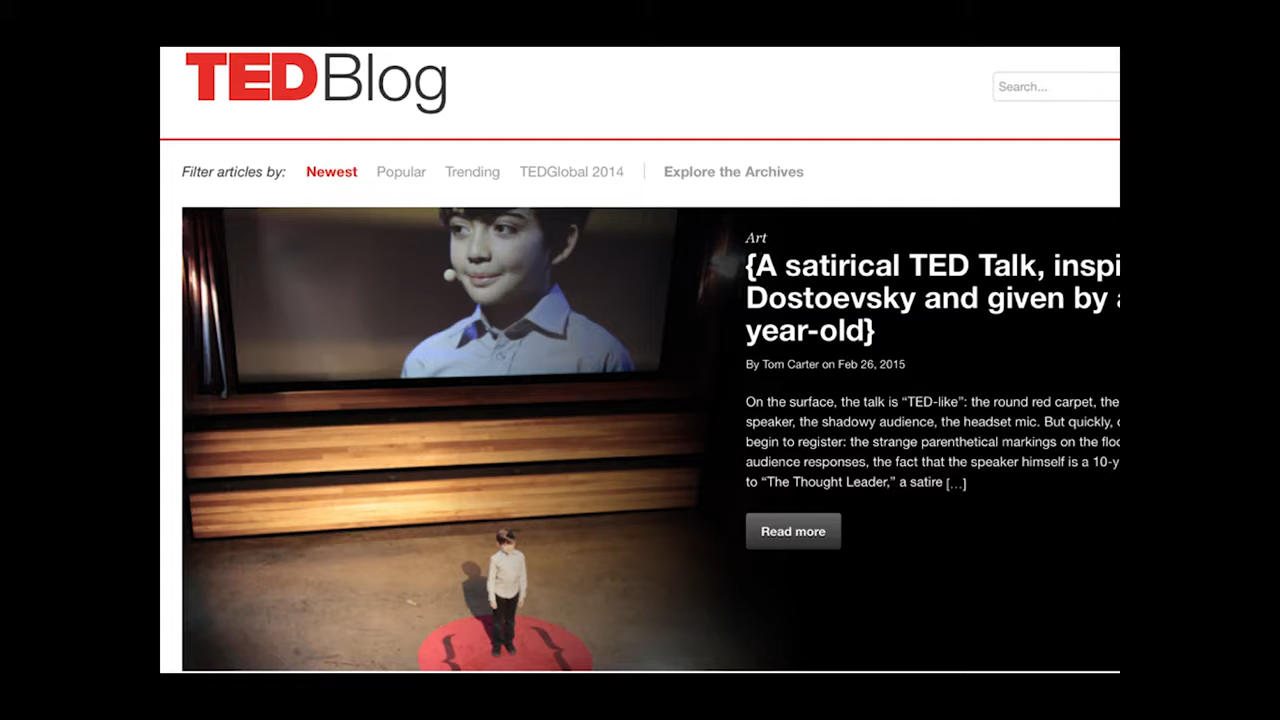 TEDBlog
Search...
Filter articles by: Newest Popular Trending TEDGlobal 2014 Explore the Archives
Art
{A satirical TED Talk, inspi
Dostoevsky and given by a
year-old}
By Tom Carter on Feb 26, 2015
On the surface, the talk is “TED-like”: the round red carpet, the
speaker, the shadowy audience, the headset mic. But quickly,
begin to register: the strange parenthetical markings on the floo
audience responses, the fact that the speaker himself is a 10-y
to “The Thought Leader,” a satire […]
Read more